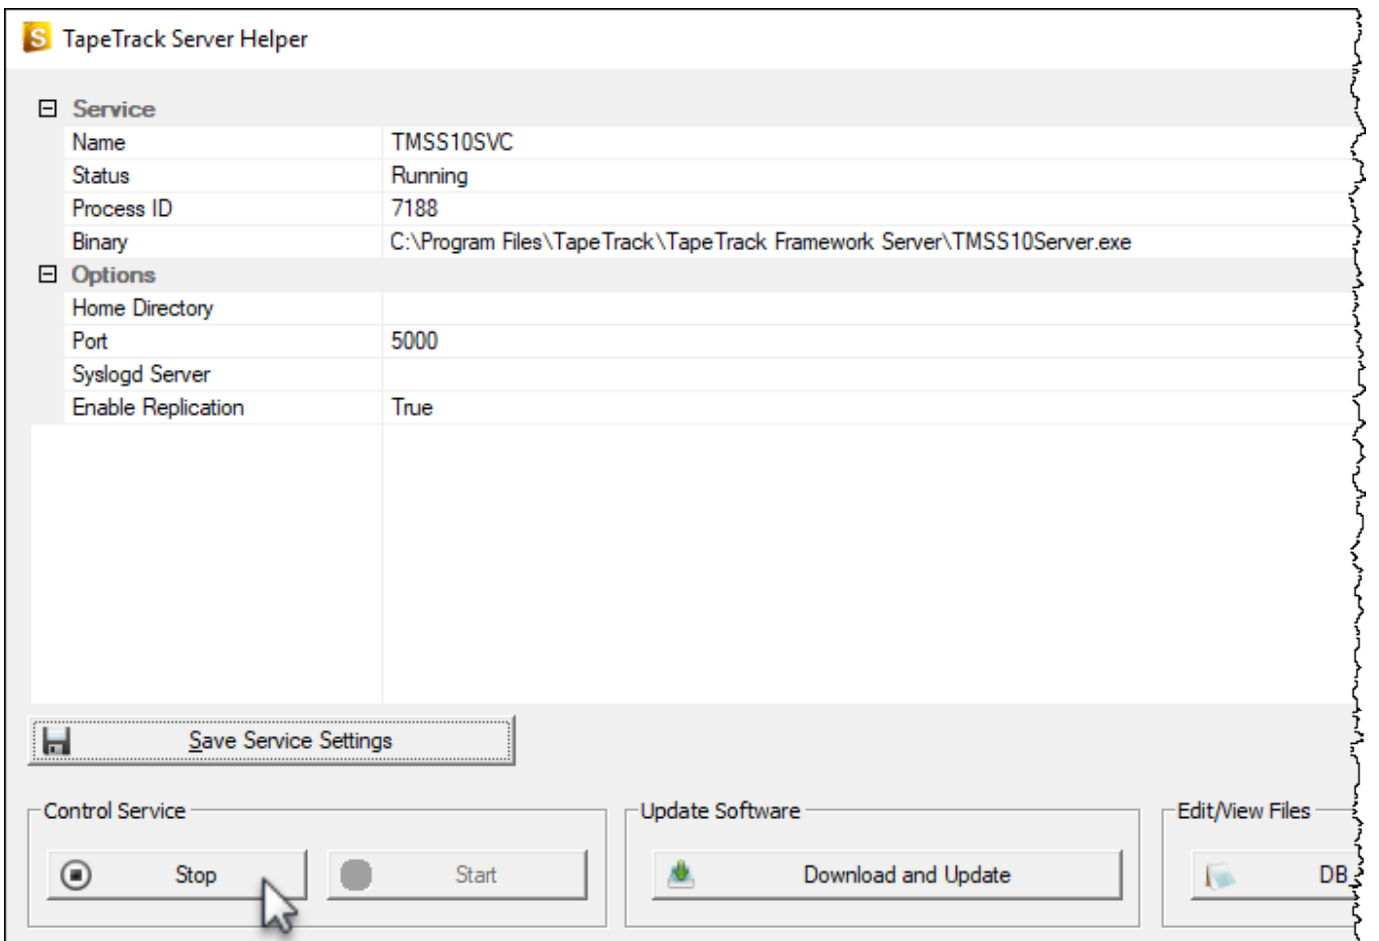 S TapeTrack Server Helper
Service
Name TMSS10SVC
Status Running
Process ID 7188
Binary C:\Program Files\TapeTrack\TapeTrack Framework Server\TMSS10Server.exe
Options
Home Directory
Port 5000
Syslogd Server
Enable Replication True
Save Service Settings
Control Service Update Software Edit/View Files
Stop Start Download and Update DB